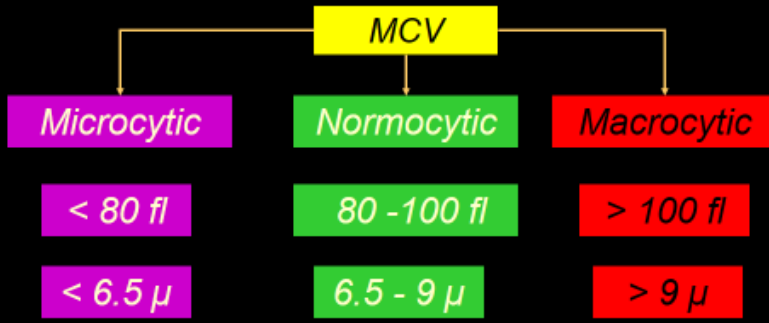 MCV
Microcytic Normocytic Macrocytic
< 80 fl 80 -100 fl > 100 fl
< 6.5 µ 6.5 - 9 µ > 9 µ